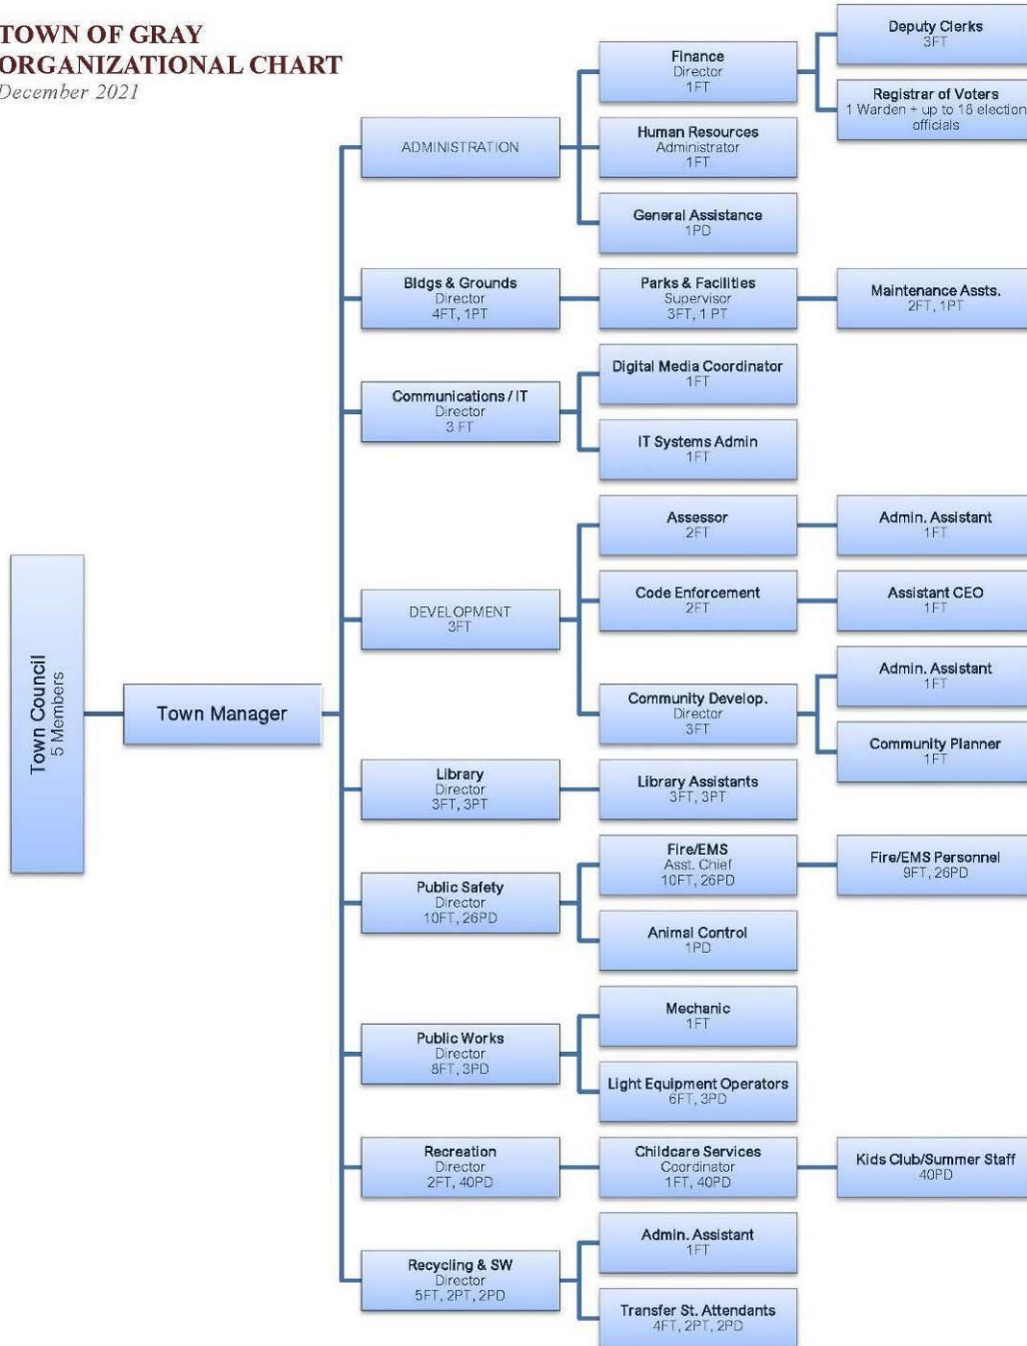 TOWN OF GRAY
ORGANIZATIONAL CHART
December 2021
Town Council
5 Members
Town Manager
ADMINISTRATION
Finance
Director
1FT
Deputy Clerks
3FT
Registrar of Voters
1 Warden + up to 16 election
officials
Human Resources
Administrator
1FT
General Assistance
1PD
Bldgs & Grounds
Director
4FT, 1PT
Parks & Facilities
Supervisor
3FT, 1 PT
Maintenance Assts.
2FT, 1PT
Communications / IT
Director
3 FT
Digital Media Coordinator
1FT
IT Systems Admin
1FT
DEVELOPMENT
3FT
Assessor
2FT
Admin. Assistant
1FT
Code Enforcement
2FT
Assistant CEO
1FT
Community Develop.
Director
3FT
Admin. Assistant
1FT
Community Planner
1FT
Library
Director
3FT, 3PT
Library Assistants
3FT, 3PT
Public Safety
Director
10FT, 26PD
Fire/EMS
Asst. Chief
10FT, 26PD
Fire/EMS Personnel
9FT, 26PD
Animal Control
1PD
Public Works
Director
8FT, 3PD
Mechanic
1FT
Light Equipment Operators
6FT, 3PD
Recreation
Director
2FT, 40PD
Childcare Services
Coordinator
1FT, 40PD
Kids Club/Summer Staff
40PD
Recycling & SW
Director
5FT, 2PT, 2PD
Admin. Assistant
1FT
Transfer St. Attendants
4FT, 2PT, 2PD